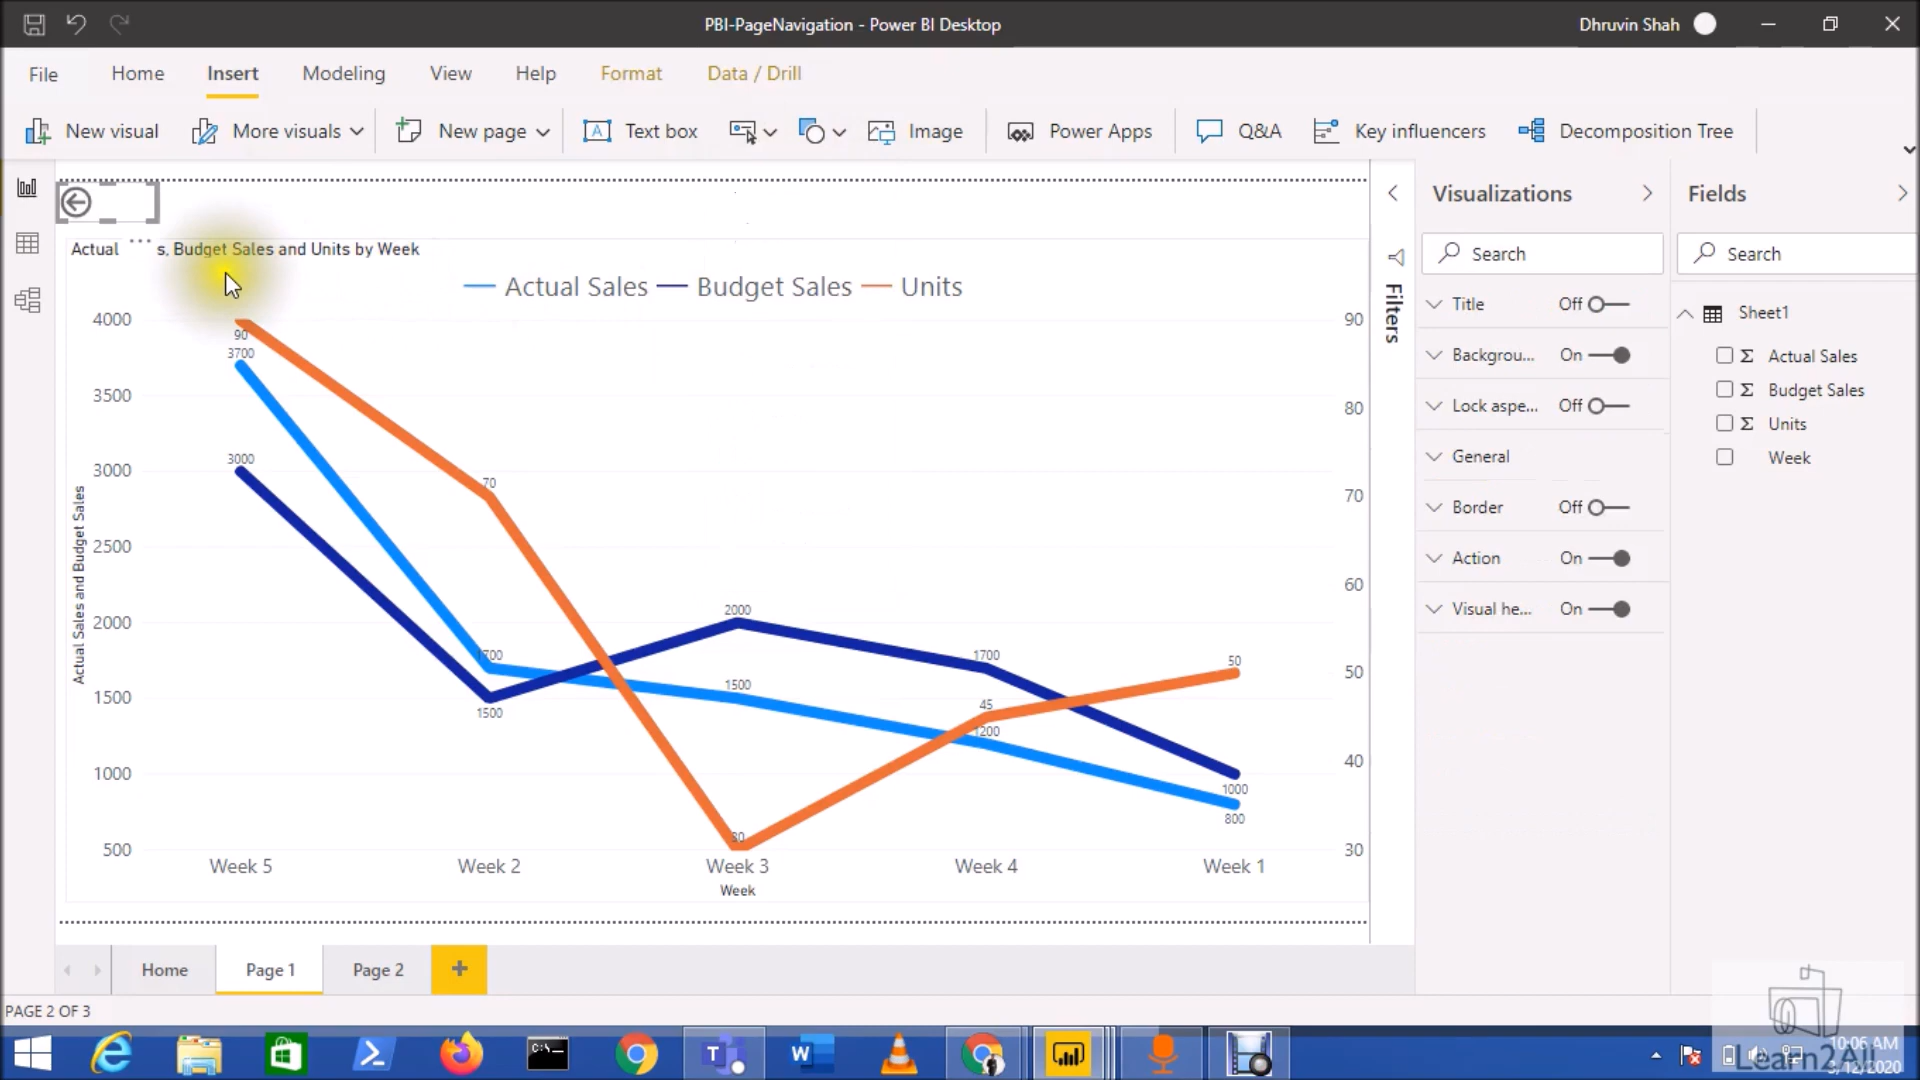 PBI-PageNavigation - Power BI Desktop
Dhruvin Shah
File Home Insert Modeling View Help Format Data / Drill
New visual More visuals New page Text box Image Power Apps Q&A Key influencers Decomposition Tree
Visualizations
Fields
Search
Search
Filters
Title Off
Backgrou... On
Lock aspe... Off
General
Border Off
Action On
Visual he... On
Sheet1
Σ Actual Sales
Σ Budget Sales
Σ Units
Week
Actual ... s, Budget Sales and Units by Week
Actual Sales Budget Sales Units
Actual Sales and Budget Sales
4000
3500
3000
2500
2000
1500
1000
500
90
80
70
60
50
40
30
90
3700
3000
70
1700
1500
2000
1500
30
1700
45
1200
50
1000
800
Week 5 Week 2 Week 3 Week 4 Week 1
Week
Home Page 1 Page 2 +
PAGE 2 OF 3
C:\
T
W
10:06 AM
Learn2All